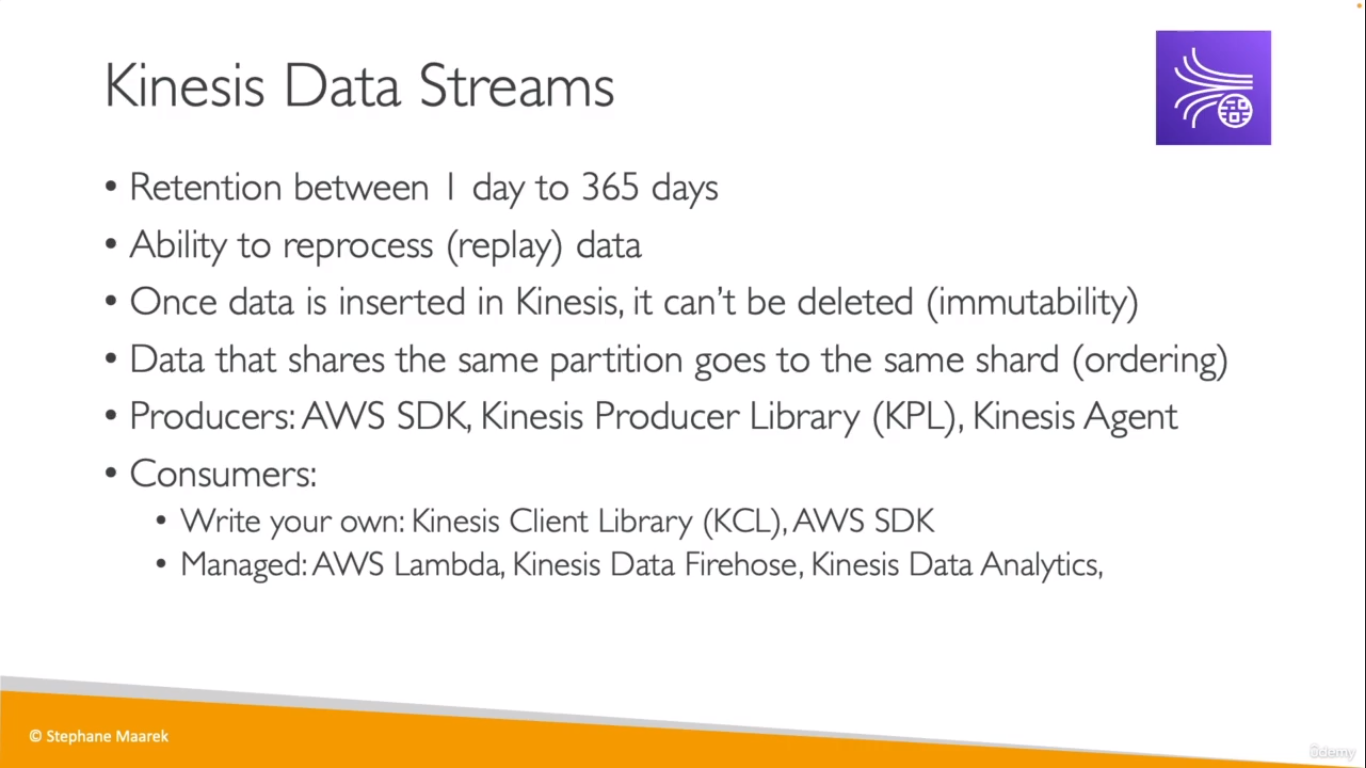 Kinesis Data Streams
• Retention between 1 day to 365 days
• Ability to reprocess (replay) data
• Once data is inserted in Kinesis, it can’t be deleted (immutability)
• Data that shares the same partition goes to the same shard (ordering)
• Producers: AWS SDK, Kinesis Producer Library (KPL), Kinesis Agent
• Consumers:
• Write your own: Kinesis Client Library (KCL), AWS SDK
• Managed: AWS Lambda, Kinesis Data Firehose, Kinesis Data Analytics,
© Stephane Maarek
Udemy